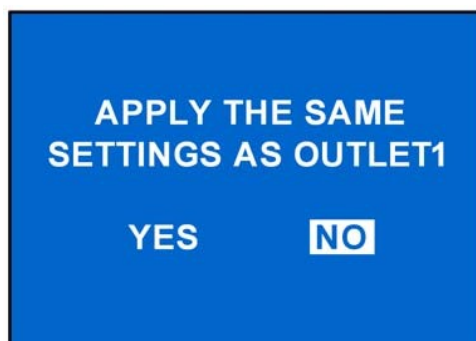 APPLY THE SAME
SETTINGS AS OUTLET1
YES NO